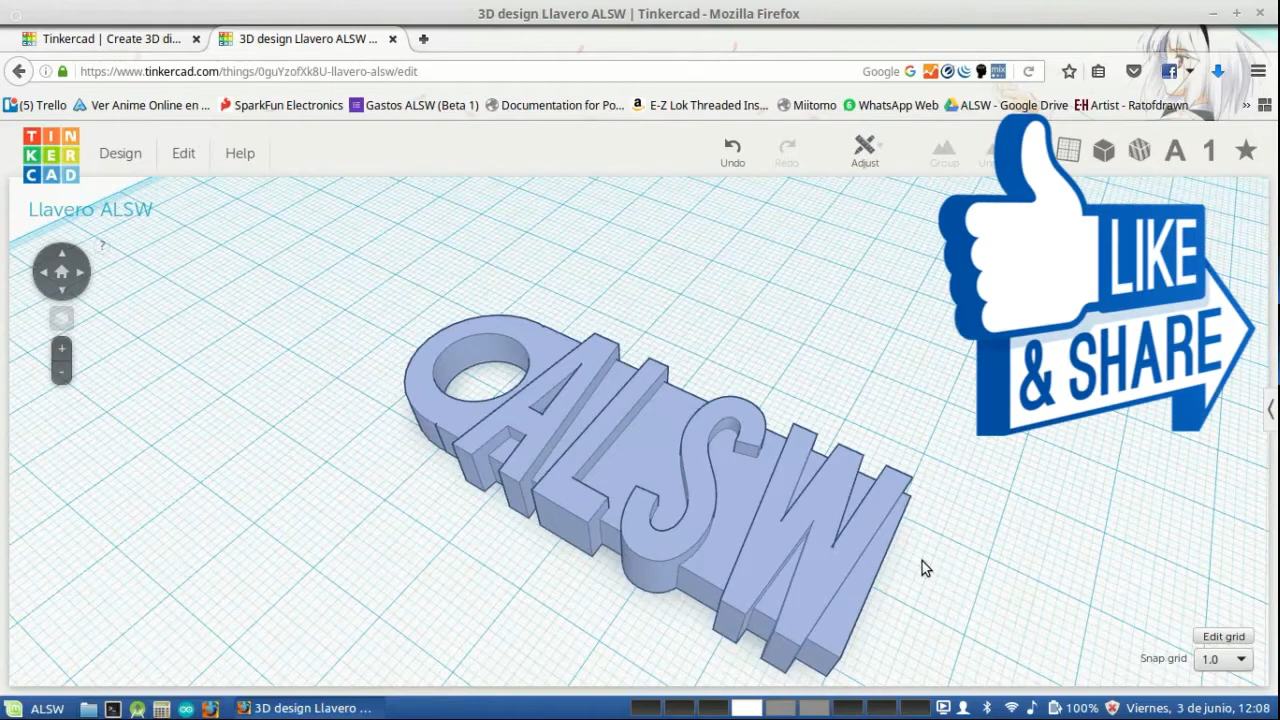 3D design Llavero ALSW | Tinkercad - Mozilla Firefox
Tinkercad | Create 3D di...
3D design Llavero ALSW ...
https://www.tinkercad.com/things/0guYzofXk8U-llavero-alsw/edit
Google
mix
(5) Trello
Ver Anime Online en ...
SparkFun Electronics
Gastos ALSW (Beta 1)
Documentation for Po...
E-Z Lok Threaded Ins...
Miitomo
WhatsApp Web
ALSW - Google Drive
Artist - Ratofdrawn
TIN
KER
CAD
Design
Edit
Help
Undo
Redo
Adjust
Group
A
1
Llavero ALSW
?
LIKE
& SHARE
ALSW
Edit grid
Snap grid
1.0
ALSW
3D design Llavero ...
100%
Viernes, 3 de junio, 12:08